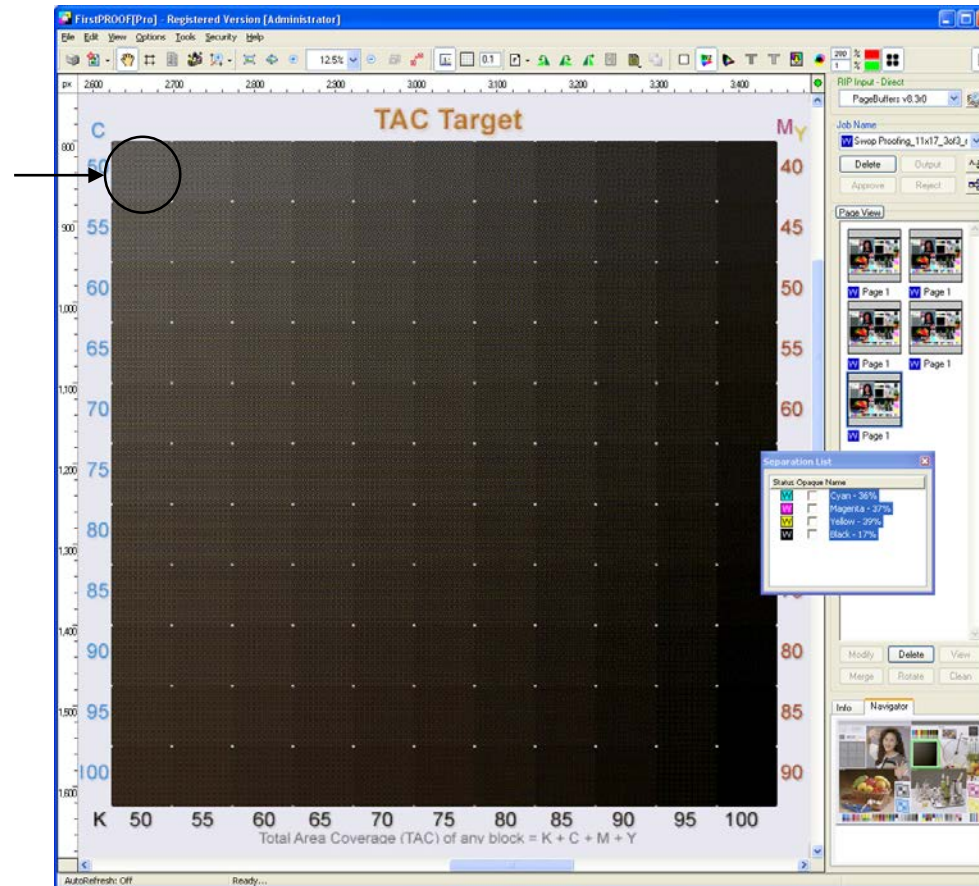 FirstPROOF[Pro] - Registered Version [Administrator]
File Edit View Options Tools Security Help
12.5% 0.1 200 % 1 %
px 2,600 2,700 2,800 2,900 3,000 3,100 3,200 3,300 3,400
RIP Input - Direct
PageBuffers v8.3r0
Job Name
Swop Proofing_11x17_3of3_r
Delete Output
Approve Reject
Page View
Page 1 Page 1
Page 1 Page 1
Page 1
TAC Target
C MY
800
50 40
900 55 45
60 50
1,000
65 55
1,100
70 60
1,200 75
80
1,300
85
1,400
90 80
1,500 95 85
100 90
1,600
K 50 55 60 65 70 75 80 85 90 95 100
Total Area Coverage (TAC) of any block = K + C + M + Y
Separation List
Status Opaque Name
Cyan - 36%
Magenta - 37%
Yellow - 39%
Black - 17%
Modify Delete View
Merge Rotate Clean
Info Navigator
AutoRefresh: Off Ready...